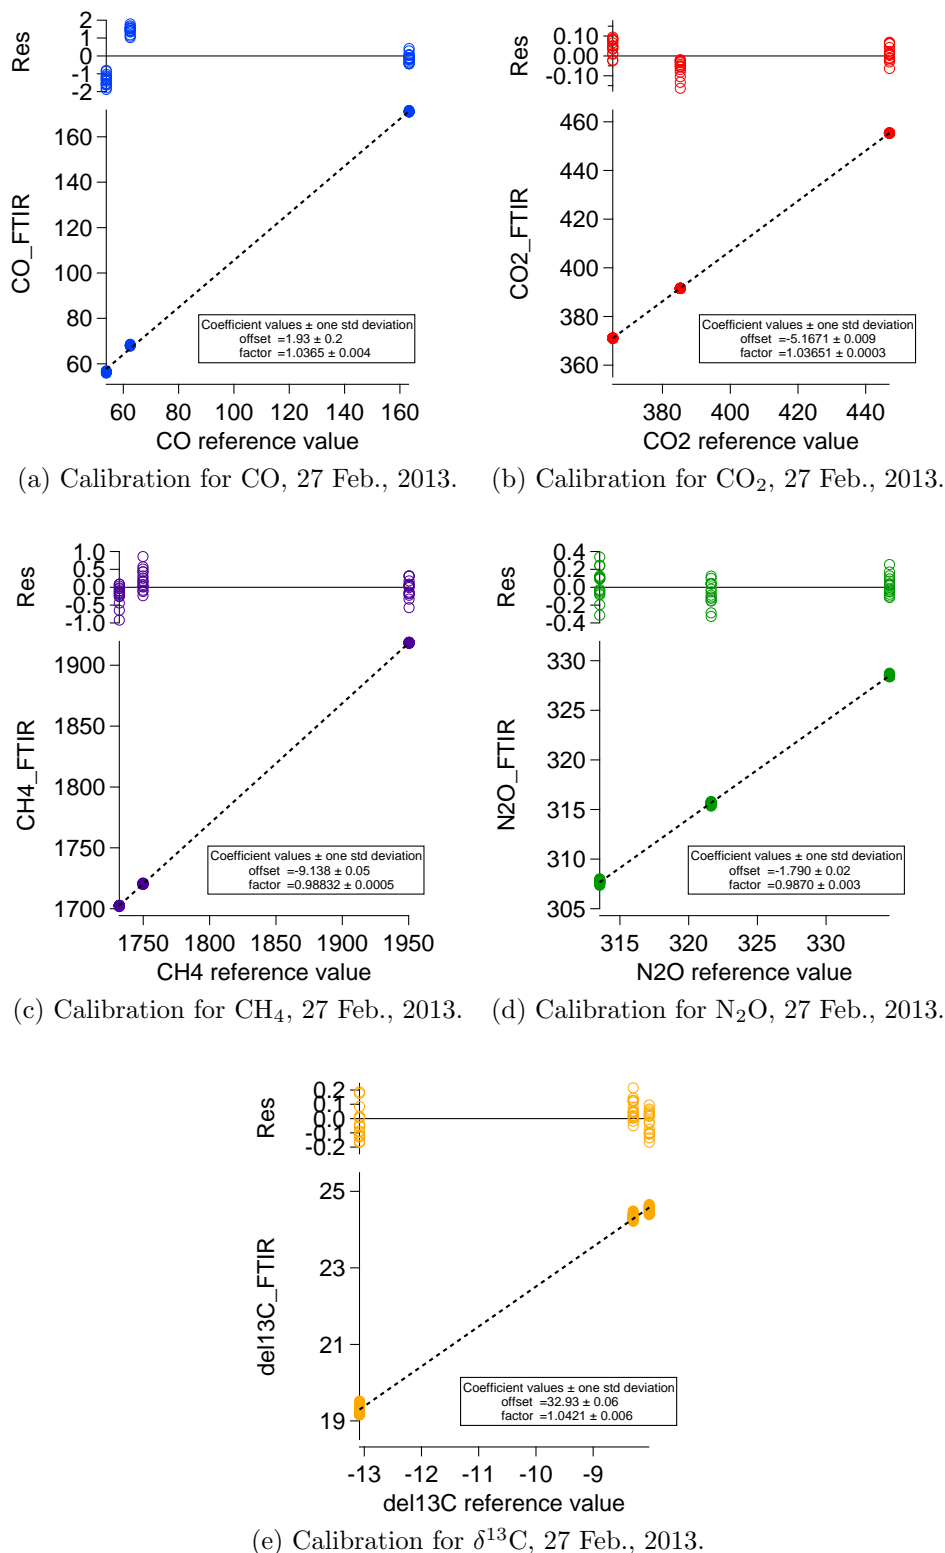 2
1
0
-1
-2
Res
160
140
120
100
80
60
CO_FTIR
Coefficient values ± one std deviation
offset =1.93 ± 0.2
factor =1.0365 ± 0.004
60 80 100 120 140 160
CO reference value
(a) Calibration for CO, 27 Feb., 2013.
0.10
0.00
-0.10
Res
460
440
420
400
380
360
CO2_FTIR
Coefficient values ± one std deviation
offset =-5.1671 ± 0.009
factor =1.03651 ± 0.0003
380 400 420 440
CO2 reference value
(b) Calibration for CO₂, 27 Feb., 2013.
1.0
0.5
0.0
-0.5
-1.0
Res
1900
1850
1800
1750
1700
CH4_FTIR
Coefficient values ± one std deviation
offset =-9.138 ± 0.05
factor =0.98832 ± 0.0005
1750 1800 1850 1900 1950
CH4 reference value
(c) Calibration for CH₄, 27 Feb., 2013.
0.4
0.2
0.0
-0.2
-0.4
Res
330
325
320
315
310
305
N2O_FTIR
Coefficient values ± one std deviation
offset =-1.790 ± 0.02
factor =0.9870 ± 0.003
315 320 325 330
N2O reference value
(d) Calibration for N₂O, 27 Feb., 2013.
0.2
0.1
0.0
-0.1
-0.2
Res
25
23
21
19
del13C_FTIR
Coefficient values ± one std deviation
offset =32.93 ± 0.06
factor =1.0421 ± 0.006
-13 -12 -11 -10 -9
del13C reference value
(e) Calibration for δ¹³C, 27 Feb., 2013.